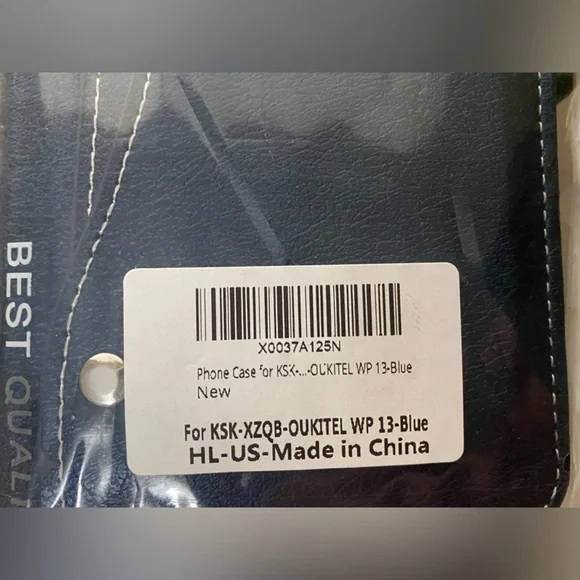 BEST QUALI
X0037A125N
Phone Case for KSK-...-OUKITEL WP 13-Blue
New
For KSK-XZQB-OUKITEL WP 13-Blue
HL-US-Made in China